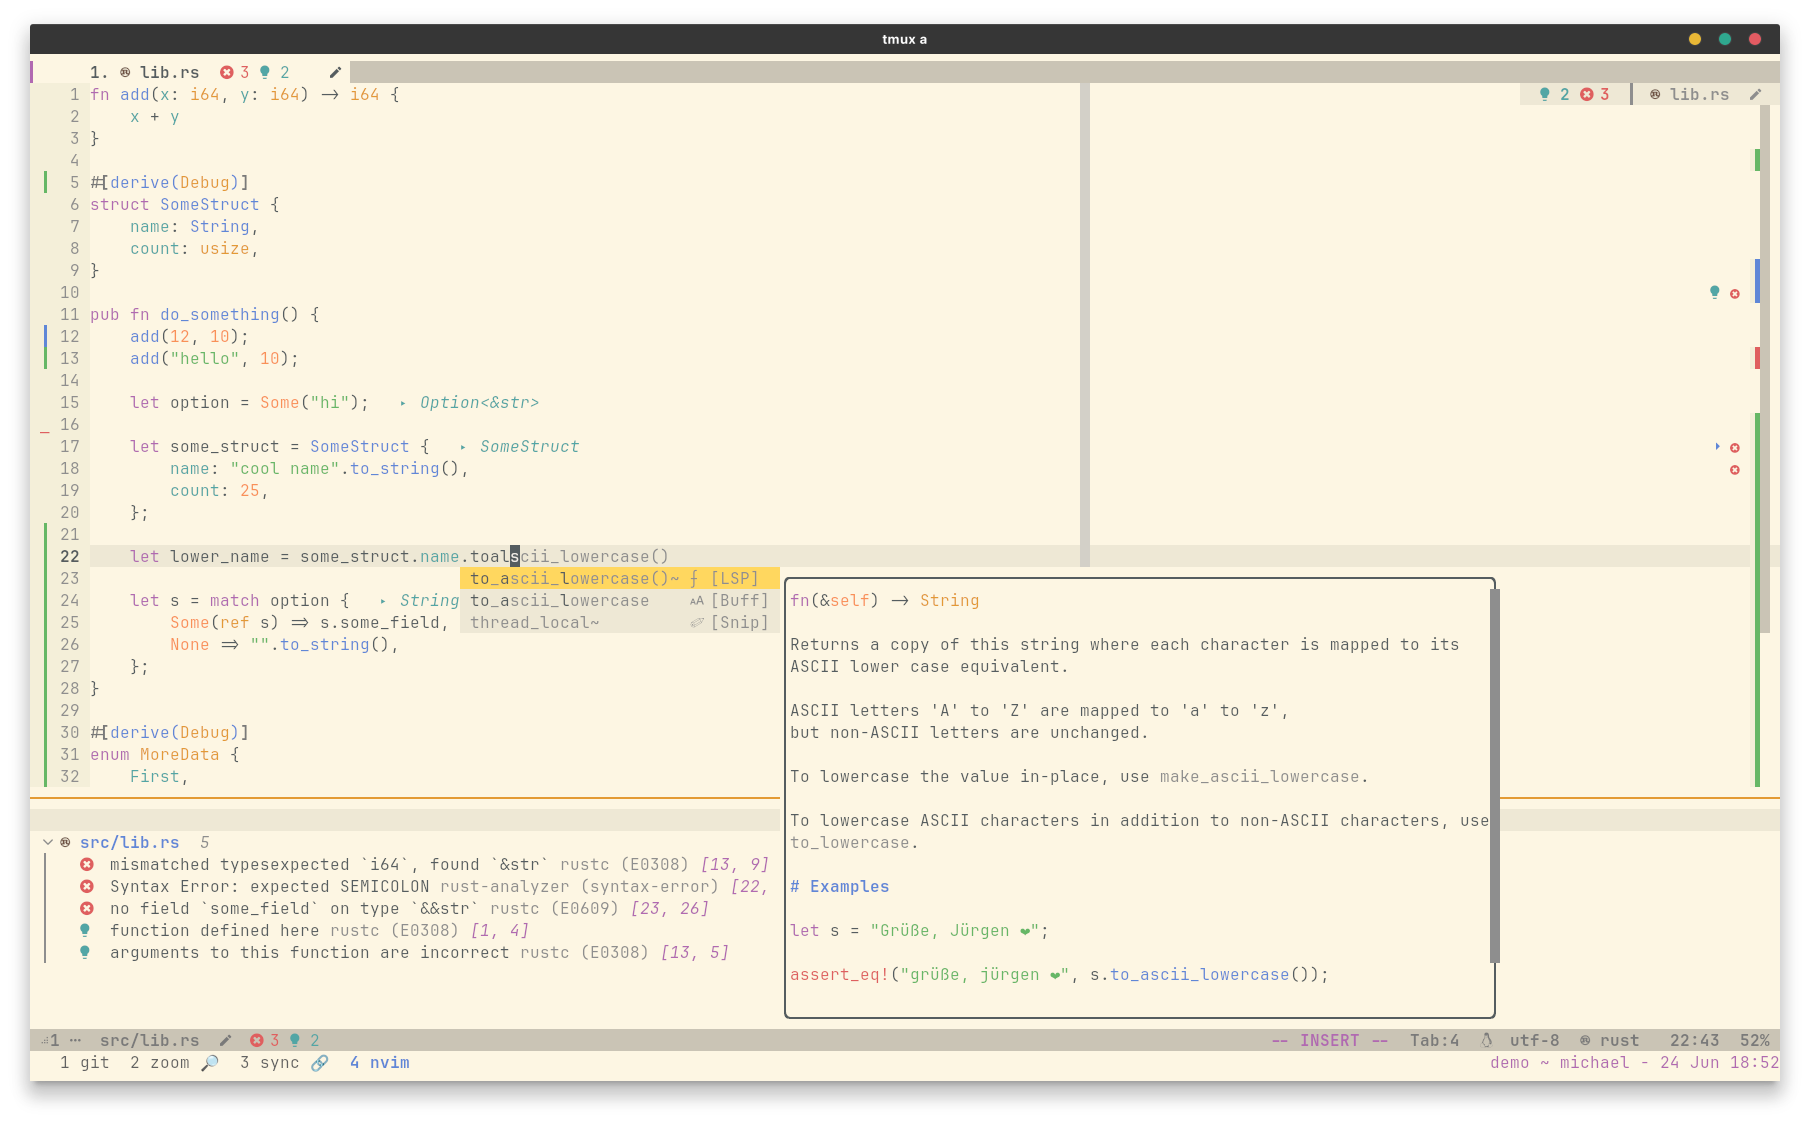 tmux a
1. lib.rs 3 2
2 3 lib.rs
1 fn add(x: i64, y: i64) -> i64 {
2     x + y
3 }
4
5 #[derive(Debug)]
6 struct SomeStruct {
7     name: String,
8     count: usize,
9 }
10
11 pub fn do_something() {
12     add(12, 10);
13     add("hello", 10);
14
15     let option = Some("hi");   ▸ Option<&str>
16
17     let some_struct = SomeStruct {   ▸ SomeStruct
18         name: "cool name".to_string(),
19         count: 25,
20     };
21
22     let lower_name = some_struct.name.toalscii_lowercase()
23
24     let s = match option {   ▸ String
25         Some(ref s) => s.some_field,
26         None => "".to_string(),
27     };
28 }
29
30 #[derive(Debug)]
31 enum MoreData {
32     First,
to_ascii_lowercase()~ [LSP]
to_ascii_lowercase AA [Buff]
thread_local~ [Snip]
fn(&self) -> String
Returns a copy of this string where each character is mapped to its
ASCII lower case equivalent.
ASCII letters 'A' to 'Z' are mapped to 'a' to 'z',
but non-ASCII letters are unchanged.
To lowercase the value in-place, use make_ascii_lowercase.
To lowercase ASCII characters in addition to non-ASCII characters, use
to_lowercase.
# Examples
let s = "Grüße, Jürgen ❤";
assert_eq!("grüße, jürgen ❤", s.to_ascii_lowercase());
src/lib.rs 5
mismatched typesexpected `i64`, found `&str` rustc (E0308) [13, 9]
Syntax Error: expected SEMICOLON rust-analyzer (syntax-error) [22,
no field `some_field` on type `&&str` rustc (E0609) [23, 26]
function defined here rustc (E0308) [1, 4]
arguments to this function are incorrect rustc (E0308) [13, 5]
1 ··· src/lib.rs 3 2 -- INSERT -- Tab:4 utf-8 rust 22:43 52%
1 git 2 zoom 🔎 3 sync 🔗 4 nvim demo ~ michael - 24 Jun 18:52